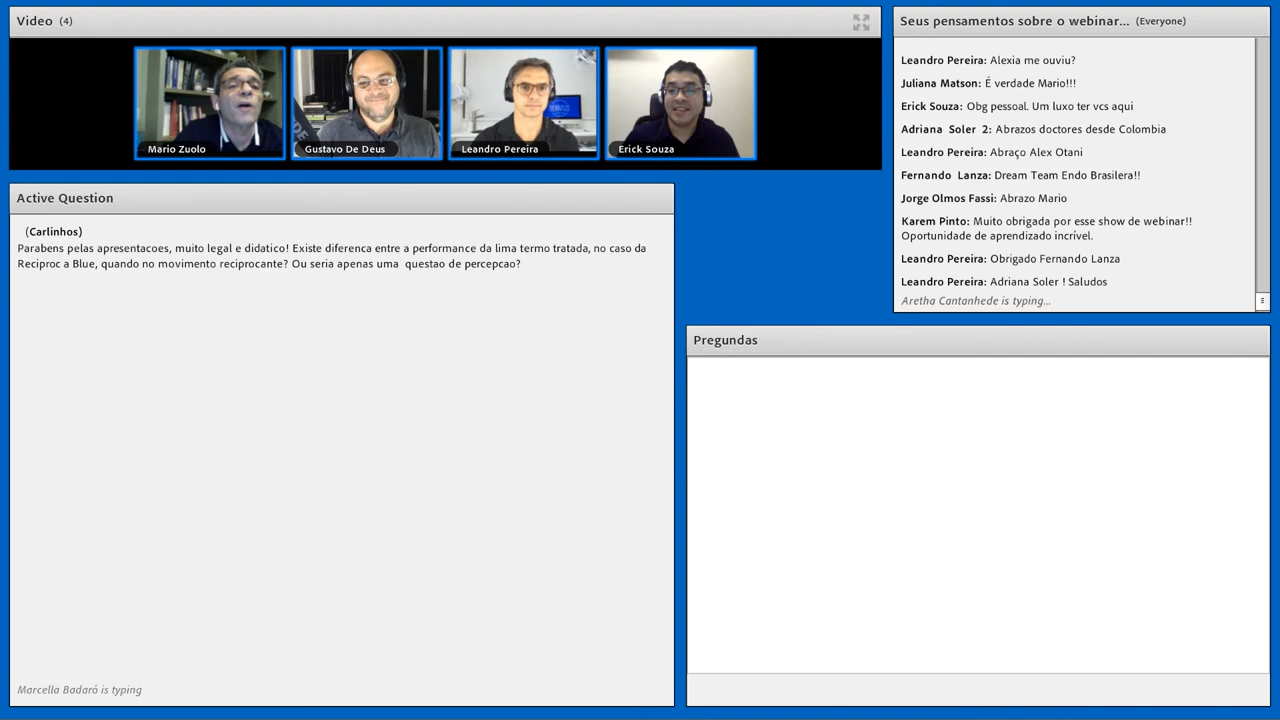 Video (4)
Mario Zuolo
Gustavo De Deus
Leandro Pereira
Erick Souza
Seus pensamentos sobre o webinar... (Everyone)
Leandro Pereira: Alexia me ouviu?
Juliana Matson: É verdade Mario!!!
Erick Souza: Obg pessoal. Um luxo ter vcs aqui
Adriana Soler 2: Abrazos doctores desde Colombia
Leandro Pereira: Abraço Alex Otani
Fernando Lanza: Dream Team Endo Brasilera!!
Jorge Olmos Fassi: Abrazo Mario
Karem Pinto: Muito obrigada por esse show de webinar!!
Oportunidade de aprendizado incrível.
Leandro Pereira: Obrigado Fernando Lanza
Leandro Pereira: Adriana Soler ! Saludos
Aretha Cantanhede is typing...
Active Question
(Carlinhos)
Parabens pelas apresentacoes, muito legal e didatico! Existe diferenca entre a performance da lima termo tratada, no caso da
Reciproc a Blue, quando no movimento reciprocante? Ou seria apenas uma questao de percepcao?
Marcella Badaró is typing
Pregundas